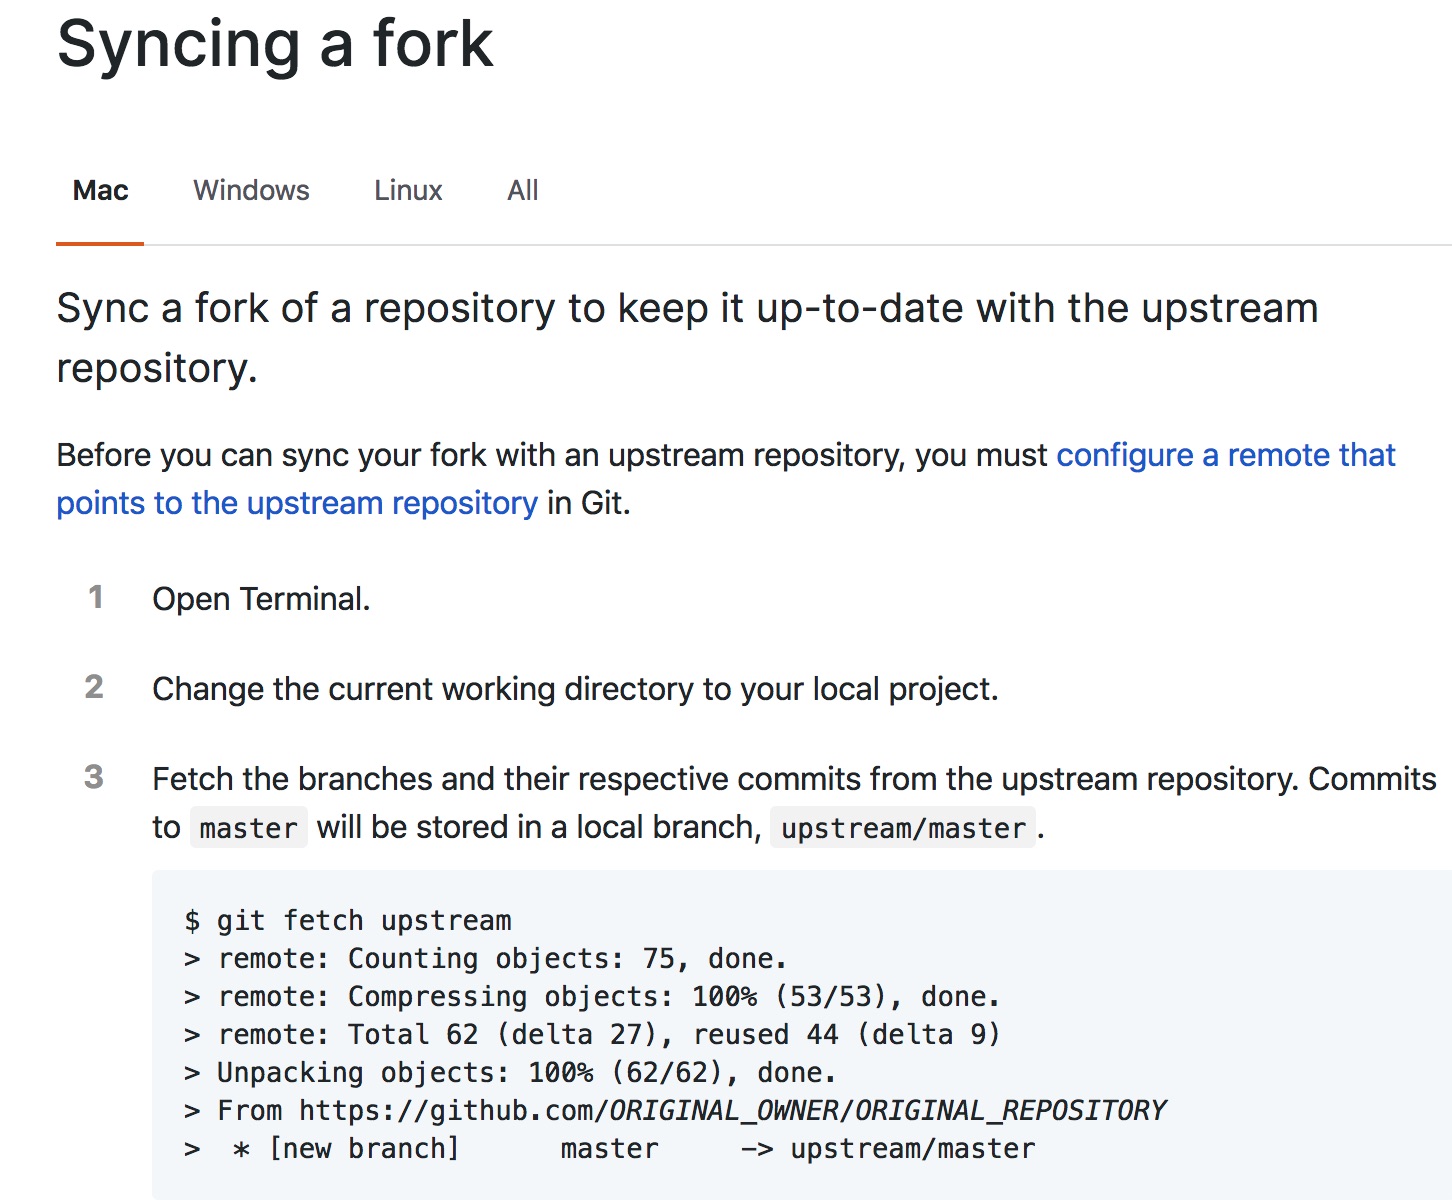 Syncing a fork
Mac Windows Linux All
Sync a fork of a repository to keep it up-to-date with the upstream
repository.
Before you can sync your fork with an upstream repository, you must configure a remote that
points to the upstream repository in Git.
1 Open Terminal.
2 Change the current working directory to your local project.
3 Fetch the branches and their respective commits from the upstream repository. Commits
to master will be stored in a local branch, upstream/master .
$ git fetch upstream
> remote: Counting objects: 75, done.
> remote: Compressing objects: 100% (53/53), done.
> remote: Total 62 (delta 27), reused 44 (delta 9)
> Unpacking objects: 100% (62/62), done.
> From https://github.com/ORIGINAL_OWNER/ORIGINAL_REPOSITORY
>  * [new branch]      master     -> upstream/master